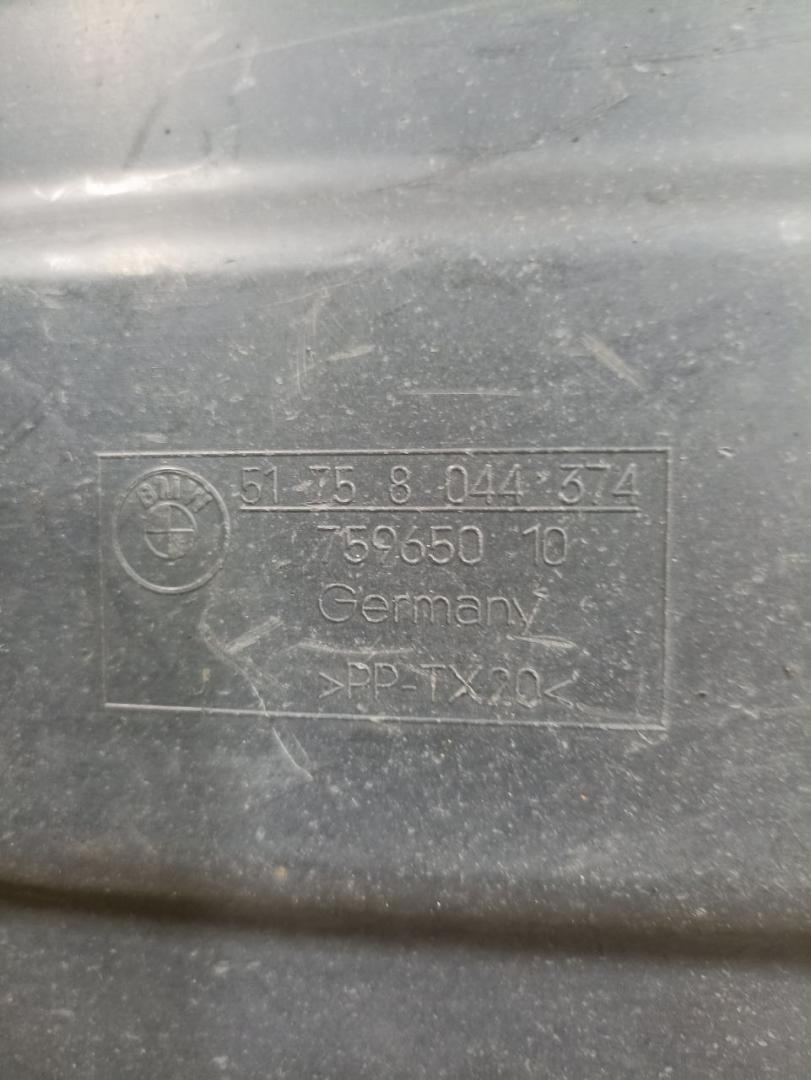 BMW
51 75 8 044 374
759650 10
Germany
>PP-TX20<